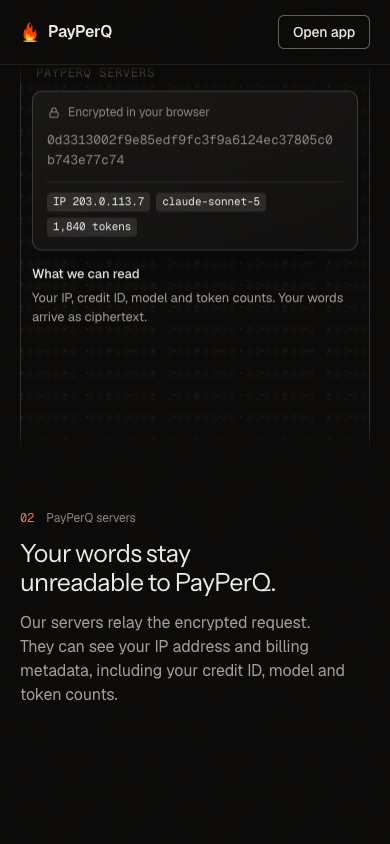 PayPerQ
Open app
PAYPERQ SERVERS
Encrypted in your browser
0d3313002f9e85edf9fc3f9a6124ec37805c0
b743e77c74
IP 203.0.113.7
claude-sonnet-5
1,840 tokens
What we can read
Your IP, credit ID, model and token counts. Your words
arrive as ciphertext.
02 PayPerQ servers
Your words stay
unreadable to PayPerQ.
Our servers relay the encrypted request.
They can see your IP address and billing
metadata, including your credit ID, model and
token counts.